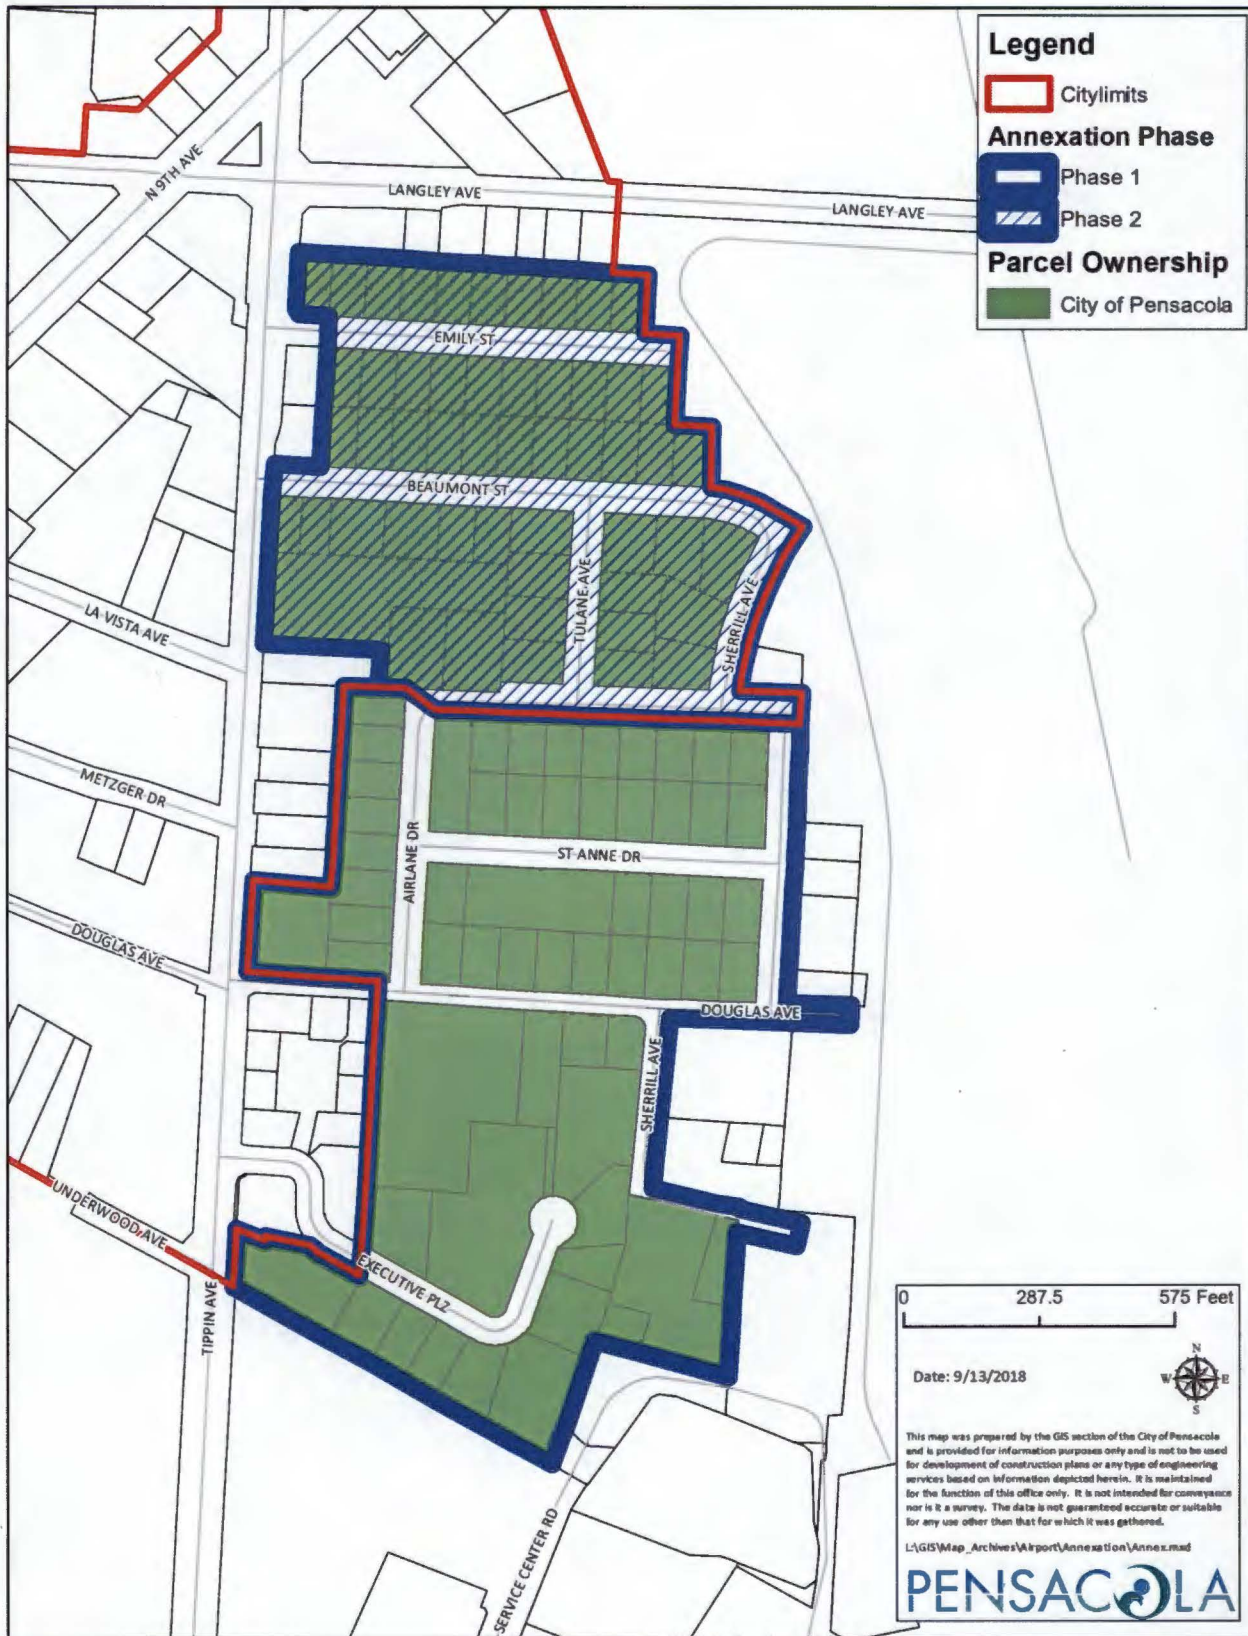 Legend
Citylimits
Annexation Phase
Phase 1
Phase 2
Parcel Ownership
City of Pensacola
N 9TH AVE
LANGLEY AVE
LANGLEY AVE
EMILY ST
BEAUMONT ST
TULANE AVE
SHERRILL AVE
LA VISTA AVE
METZGER DR
AIRLANE DR
ST ANNE DR
DOUGLAS AVE
DOUGLAS AVE
SHERRILL AVE
UNDERWOOD AVE
EXECUTIVE PLZ
TIPPIN AVE
SERVICE CENTER RD
0 287.5 575 Feet
Date: 9/13/2018
N
W E
S
This map was prepared by the GIS section of the City of Pensacola
and is provided for information purposes only and is not to be used
for development of construction plans or any type of engineering
services based on information depicted herein. It is maintained
for the function of this office only. It is not intended for conveyance
nor is it a survey. The data is not guaranteed accurate or suitable
for any use other then that for which it was gathered.
L:\GIS\Map_Archives\Airport\Annexation\Annex.mxd
PENSACOLA